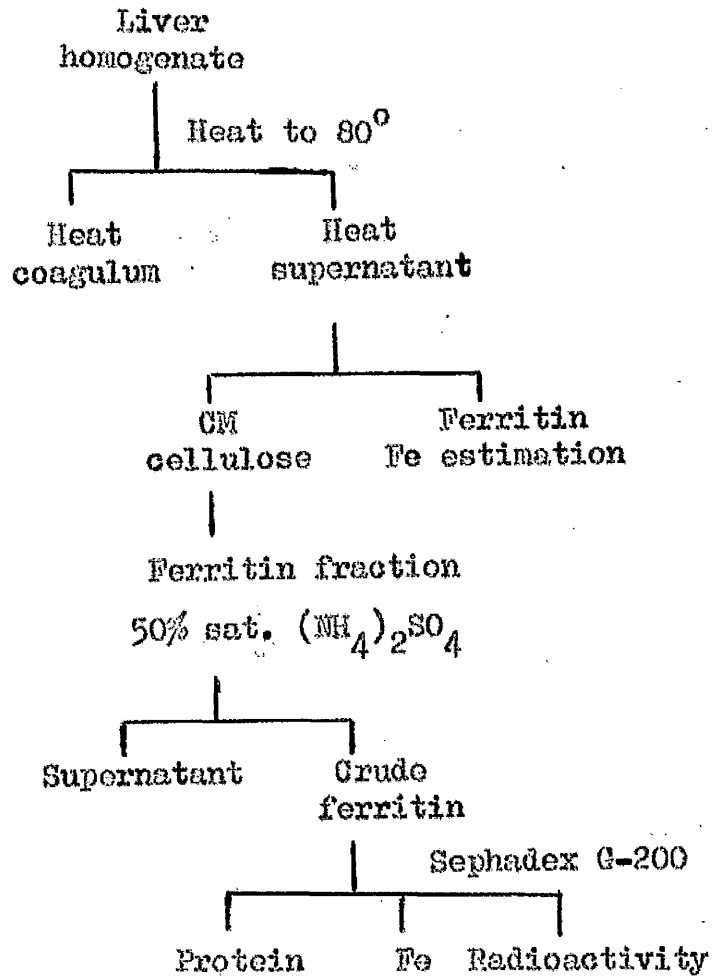 Liver
homogenate
Heat to 80°
Heat
coagulum
Heat
supernatant
CM
cellulose
Ferritin
Fe estimation
Ferritin fraction
50% sat. (NH4)2SO4
Supernatant
Crude
ferritin
Sephadex G-200
Protein
Fe
Radioactivity